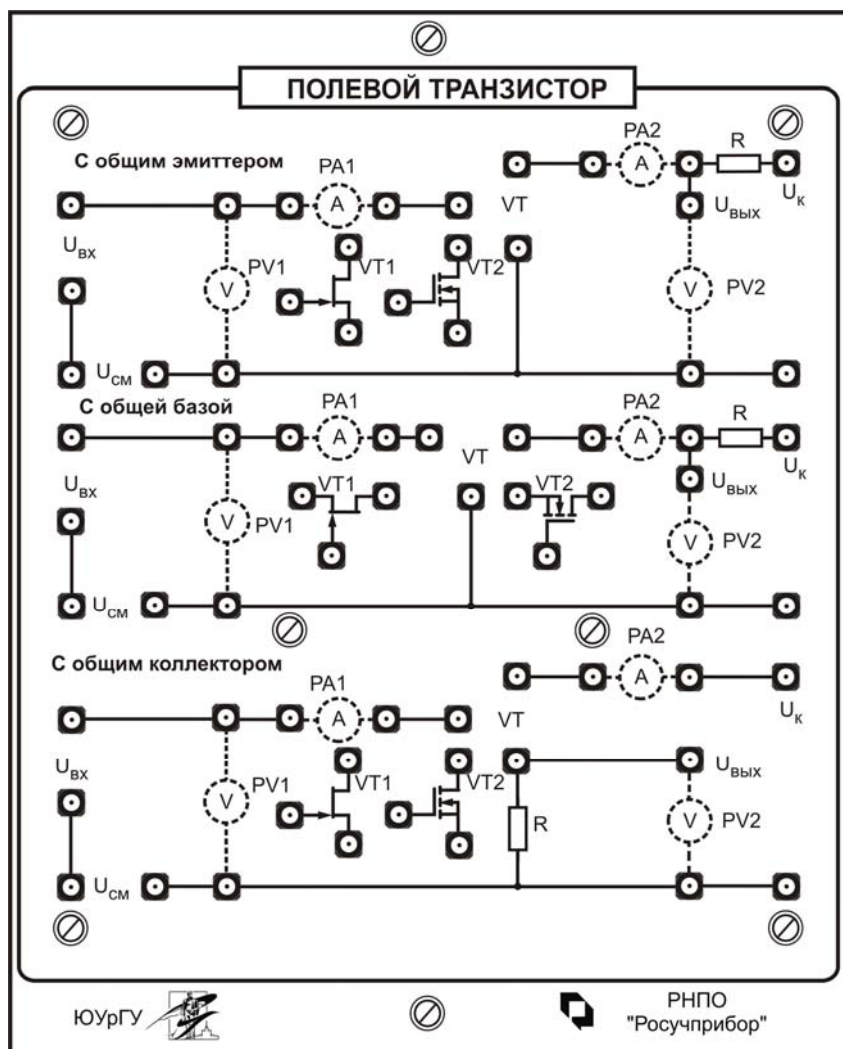 ПОЛЕВОЙ ТРАНЗИСТОР
С общим эмиттером
PA1
PA2
R
A
A
VT
Uвх
Uвых
Uк
PV1
V
VT1
VT2
V
PV2
Uсм
С общей базой
PA1
PA2
R
A
A
VT
Uвх
Uвых
Uк
VT1
VT2
V
PV1
V
PV2
Uсм
С общим коллектором
PA1
PA2
A
A
VT
Uк
Uвх
Uвых
PV1
V
VT1
VT2
R
V
PV2
Uсм
ЮУрГУ
РНПО
"Росучприбор"